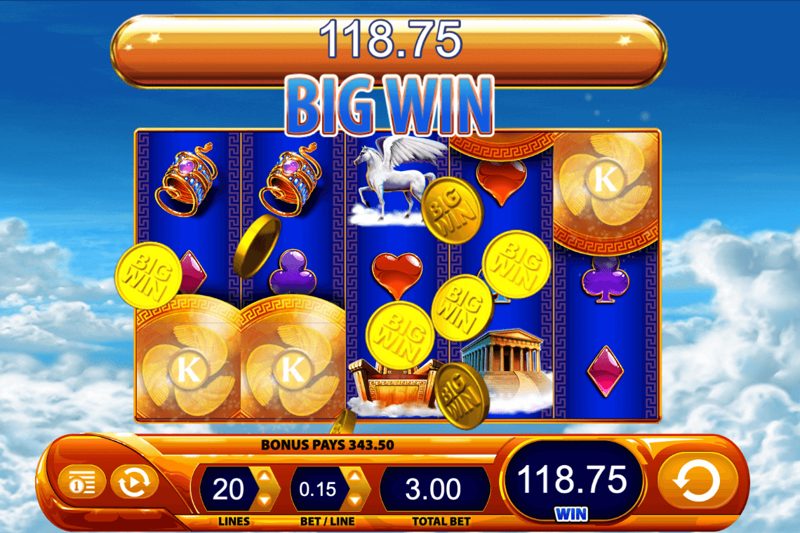 118.75
BIG WIN
K
BIG WIN
BIG WIN
BIG WIN
BIG WIN
BIG WIN
K
K
BIG WIN
BONUS PAYS 343.50
20
0.15
3.00
118.75
LINES
BET / LINE
TOTAL BET
WIN